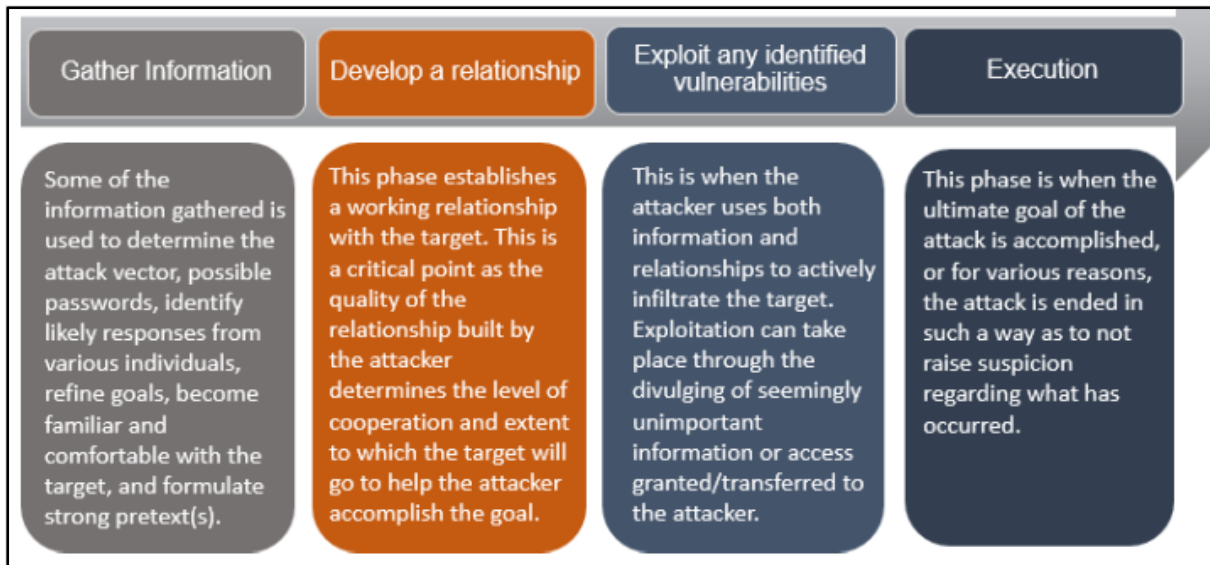 Gather Information
Develop a relationship
Exploit any identified
vulnerabilities
Execution
Some of the
information gathered is
used to determine the
attack vector, possible
passwords, identify
likely responses from
various individuals,
refine goals, become
familiar and
comfortable with the
target, and formulate
strong pretext(s).
This phase establishes
a working relationship
with the target. This is
a critical point as the
quality of the
relationship built by
the attacker
determines the level of
cooperation and extent
to which the target will
go to help the attacker
accomplish the goal.
This is when the
attacker uses both
information and
relationships to actively
infiltrate the target.
Exploitation can take
place through the
divulging of seemingly
unimportant
information or access
granted/transferred to
the attacker.
This phase is when the
ultimate goal of the
attack is accomplished,
or for various reasons,
the attack is ended in
such a way as to not
raise suspicion
regarding what has
occurred.